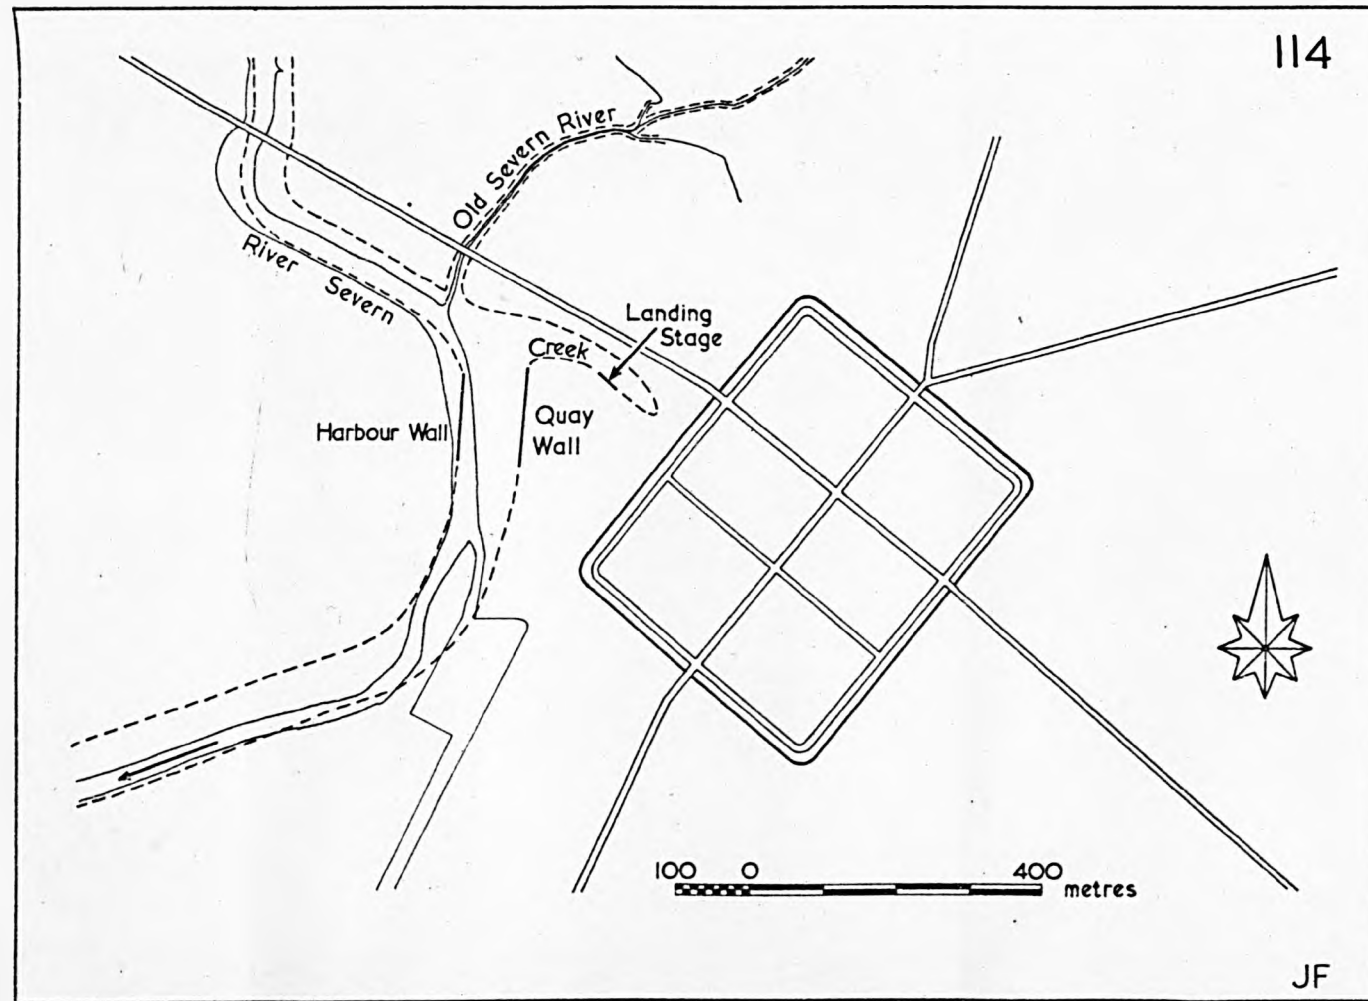 114
Old Severn River
River Severn
Landing
Stage
Creek
Quay
Wall
Harbour Wall
100 0 400
metres
JF